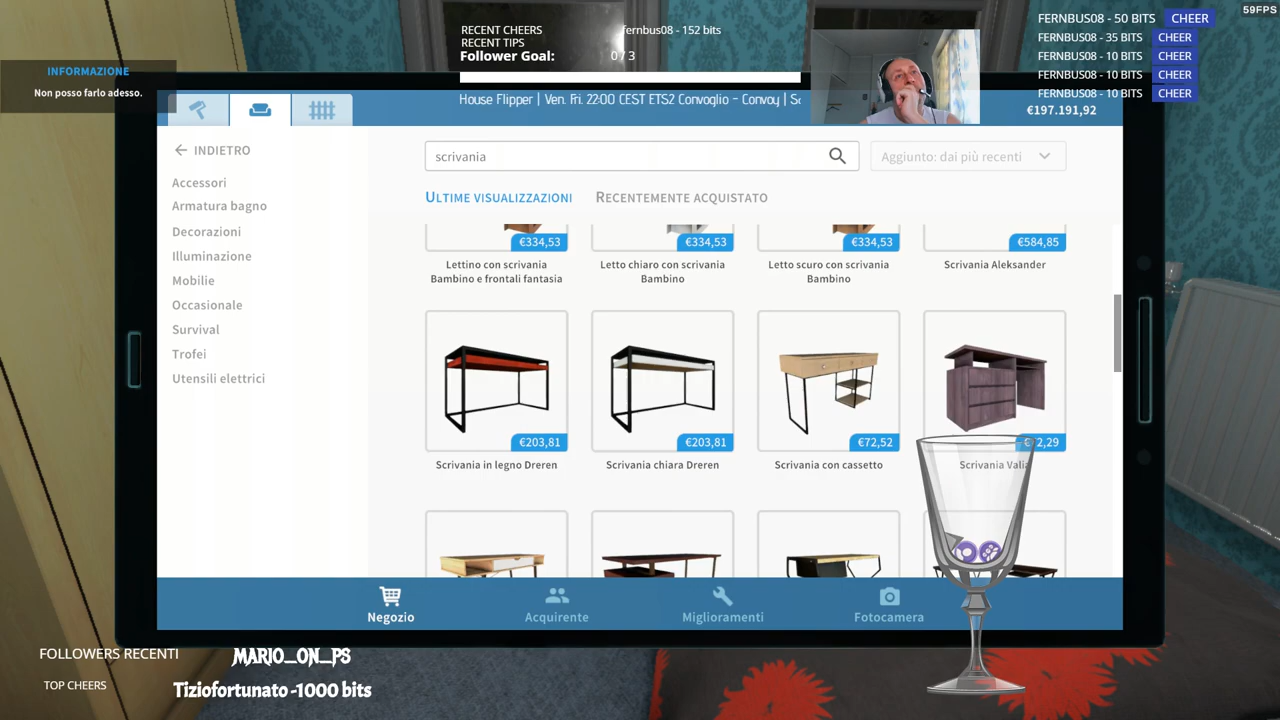 59FPS
RECENT CHEERS
fernbus08 - 152 bits
RECENT TIPS
Follower Goal:
0 / 3
FERNBUS08 - 50 BITS CHEER
FERNBUS08 - 35 BITS CHEER
FERNBUS08 - 10 BITS CHEER
FERNBUS08 - 10 BITS CHEER
FERNBUS08 - 10 BITS CHEER
INFORMAZIONE
Non posso farlo adesso.
House Flipper | Ven. Fri. 22:00 CEST ETS2 Convoglio - Convoy |
€197.191,92
INDIETRO
scrivania
Aggiunto: dai più recenti
Accessori
Armatura bagno
Decorazioni
Illuminazione
Mobilie
Occasionale
Survival
Trofei
Utensili elettrici
ULTIME VISUALIZZAZIONI
RECENTEMENTE ACQUISTATO
€334,53
€334,53
€334,53
€584,85
Lettino con scrivania
Bambino e frontali fantasia
Letto chiaro con scrivania
Bambino
Letto scuro con scrivania
Bambino
Scrivania Aleksander
€203,81
€203,81
€72,52
2,29
Scrivania in legno Dreren
Scrivania chiara Dreren
Scrivania con cassetto
Scrivania Valia
Negozio
Acquirente
Miglioramenti
Fotocamera
FOLLOWERS RECENTI
MARIO_ON_PS
TOP CHEERS
Tiziofortunato -1000 bits